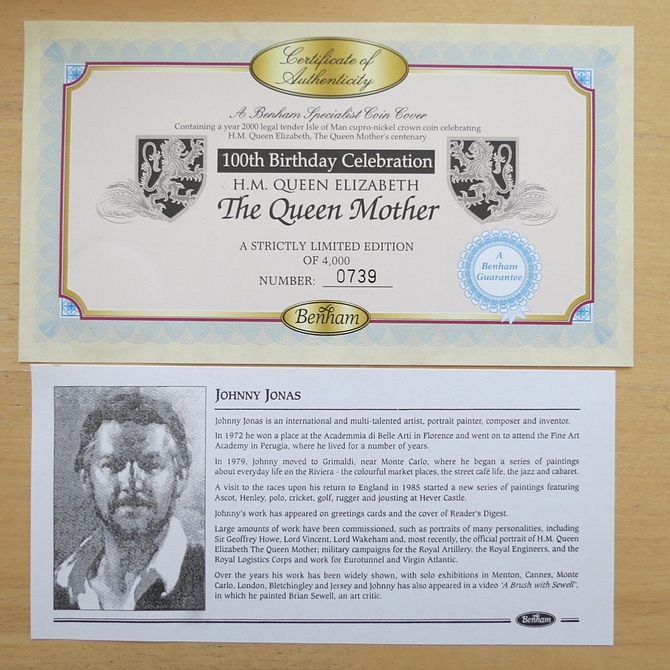 Certificate of
Authenticity
A Benham Specialist Coin Cover
Containing a year 2000 legal tender Isle of Man cupro-nickel crown coin celebrating
H.M. Queen Elizabeth, The Queen Mother's centenary
100th Birthday Celebration
H.M. QUEEN ELIZABETH
The Queen Mother
A STRICTLY LIMITED EDITION
OF 4,000
NUMBER: 0739
A
Benham
Guarantee
Benham
JOHNNY JONAS
Johnny Jonas is an international and multi-talented artist, portrait painter, composer and inventor.
In 1972 he won a place at the Academmia di Belle Arti in Florence and went on to attend the Fine Art
Academy in Perugia, where he lived for a number of years.
In 1979, Johnny moved to Grimaldi, near Monte Carlo, where he began a series of paintings
about everyday life on the Riviera - the colourful market places, the street café life, the jazz and cabaret.
A visit to the races upon his return to England in 1985 started a new series of paintings featuring
Ascot, Henley, polo, cricket, golf, rugger and jousting at Hever Castle.
Johnny's work has appeared on greetings cards and the cover of Reader's Digest.
Large amounts of work have been commissioned, such as portraits of many personalities, including
Sir Geoffrey Howe, Lord Vincent, Lord Wakeham and, most recently, the official portrait of H.M. Queen
Elizabeth The Queen Mother; military campaigns for the Royal Artillery, the Royal Engineers, and the
Royal Logistics Corps and work for Eurotunnel and Virgin Atlantic.
Over the years his work has been widely shown, with solo exhibitions in Menton, Cannes, Monte
Carlo, London, Bletchingley and Jersey and Johnny has also appeared in a video 'A Brush with Sewell',
in which he painted Brian Sewell, an art critic.
Benham